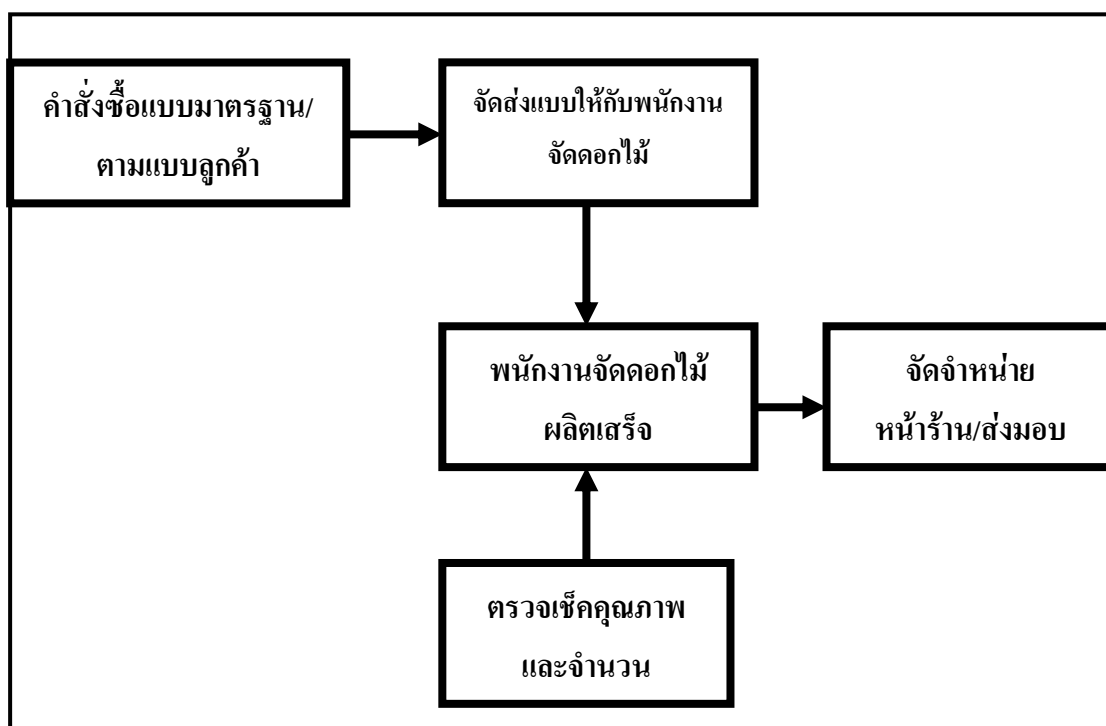 คำสั่งซื้อแบบมาตรฐาน/
ตามแบบลูกค้า
จัดส่งแบบให้กับพนักงาน
จัดดอกไม้
พนักงานจัดดอกไม้
ผลิตเสร็จ
จัดจำหน่าย
หน้าร้าน/ส่งมอบ
ตรวจเช็คคุณภาพ
และจำนวน